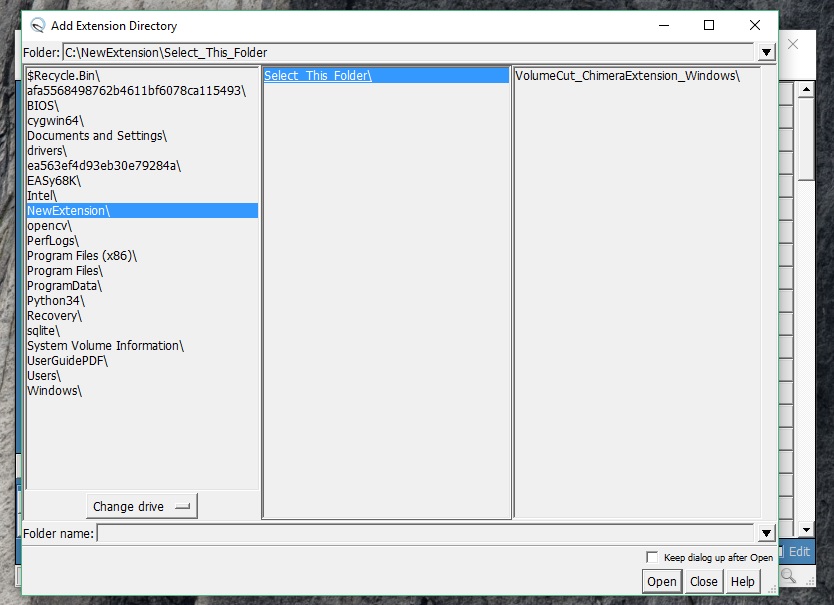 Add Extension Directory
Folder: C:\NewExtension\Select_This_Folder
$Recycle.Bin\
afa5568498762b4611bf6078ca115493\
BIOS\
cygwin64\
Documents and Settings\
drivers\
ea563ef4d93eb30e79284a\
EASy68K\
Intel\
NewExtension\
opencv\
PerfLogs\
Program Files (x86)\
Program Files\
ProgramData\
Python34\
Recovery\
sqlite\
System Volume Information\
UserGuidePDF\
Users\
Windows\
Select_This_Folder\
VolumeCut_ChimeraExtension_Windows\
Change drive
Folder name:
Keep dialog up after Open
Open Close Help
Edit